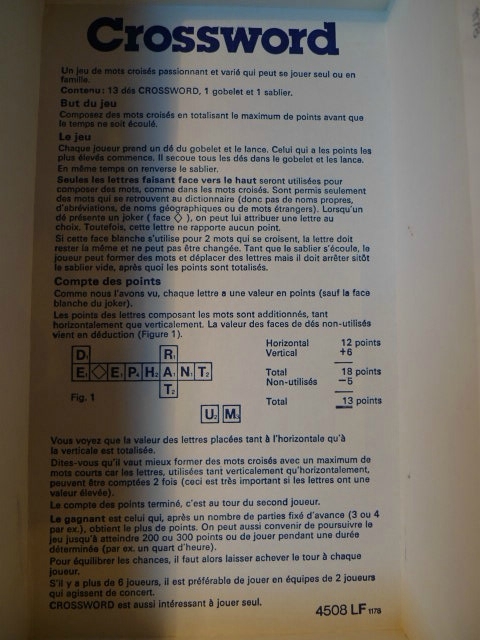 Crossword
Un jeu de mots croisés passionnant et varié qui peut se jouer seul ou en
famille.
Contenu: 13 dés CROSSWORD, 1 gobelet et 1 sablier.
But du jeu
Composez des mots croisés en totalisant le maximum de points avant que
le temps ne soit écoulé.
Le jeu
Chaque joueur prend un dé du gobelet et le lance. Celui qui a les points les
plus élevés commence. Il secoue tous les dés dans le gobelet et les lance.
En même temps on renverse le sablier.
Seules les lettres faisant face vers le haut seront utilisées pour
composer des mots, comme dans les mots croisés. Sont permis seulement
des mots qui se retrouvent au dictionnaire (donc pas de noms propres,
d'abréviations, de noms géographiques ou de mots étrangers). Lorsqu'un
dé présente un joker ( face ◇ ), on peut lui attribuer une lettre au
choix. Toutefois, cette lettre ne rapporte aucun point.
Si cette face blanche s'utilise pour 2 mots qui se croisent, la lettre doit
rester la même et ne peut pas être changée. Tant que le sablier s'écoule, le
joueur peut former des mots et déplacer des lettres mais il doit arrêter sitôt
le sablier vide, après quoi les points sont totalisés.
Compte des points
Comme nous l'avons vu, chaque lettre a une valeur en points (sauf la face
blanche du joker).
Les points des lettres composant les mots sont additionnés, tant
horizontalement que verticalement. La valeur des faces de dés non-utilisés
vient en déduction (Figure 1).
D R₁
E ◇ E P H₂ A N T₂
T₂
Fig. 1
U₂ M₃
Horizontal 12 points
Vertical +6
Total 18 points
Non-utilisés −5
Total 13 points
Vous voyez que la valeur des lettres placées tant à l'horizontale qu'à
la verticale est totalisée.
Dites-vous qu'il vaut mieux former des mots croisés avec un maximum de
mots courts car les lettres, utilisées tant verticalement qu'horizontalement,
peuvent être comptées 2 fois (ceci est très important si les lettres ont une
valeur élevée).
Le compte des points terminé, c'est au tour du second joueur.
Le gagnant est celui qui, après un nombre de parties fixé d'avance (3 ou 4
par ex.), obtient le plus de points. On peut aussi convenir de poursuivre le
jeu jusqu'à atteindre 200 ou 300 points ou de jouer pendant une durée
déterminée (par ex. un quart d'heure).
Pour équilibrer les chances, il faut alors laisser achever le tour à chaque
joueur.
S'il y a plus de 6 joueurs, il est préférable de jouer en équipes de 2 joueurs
qui agissent de concert.
CROSSWORD est aussi intéressant à jouer seul.
4508 LF 1178